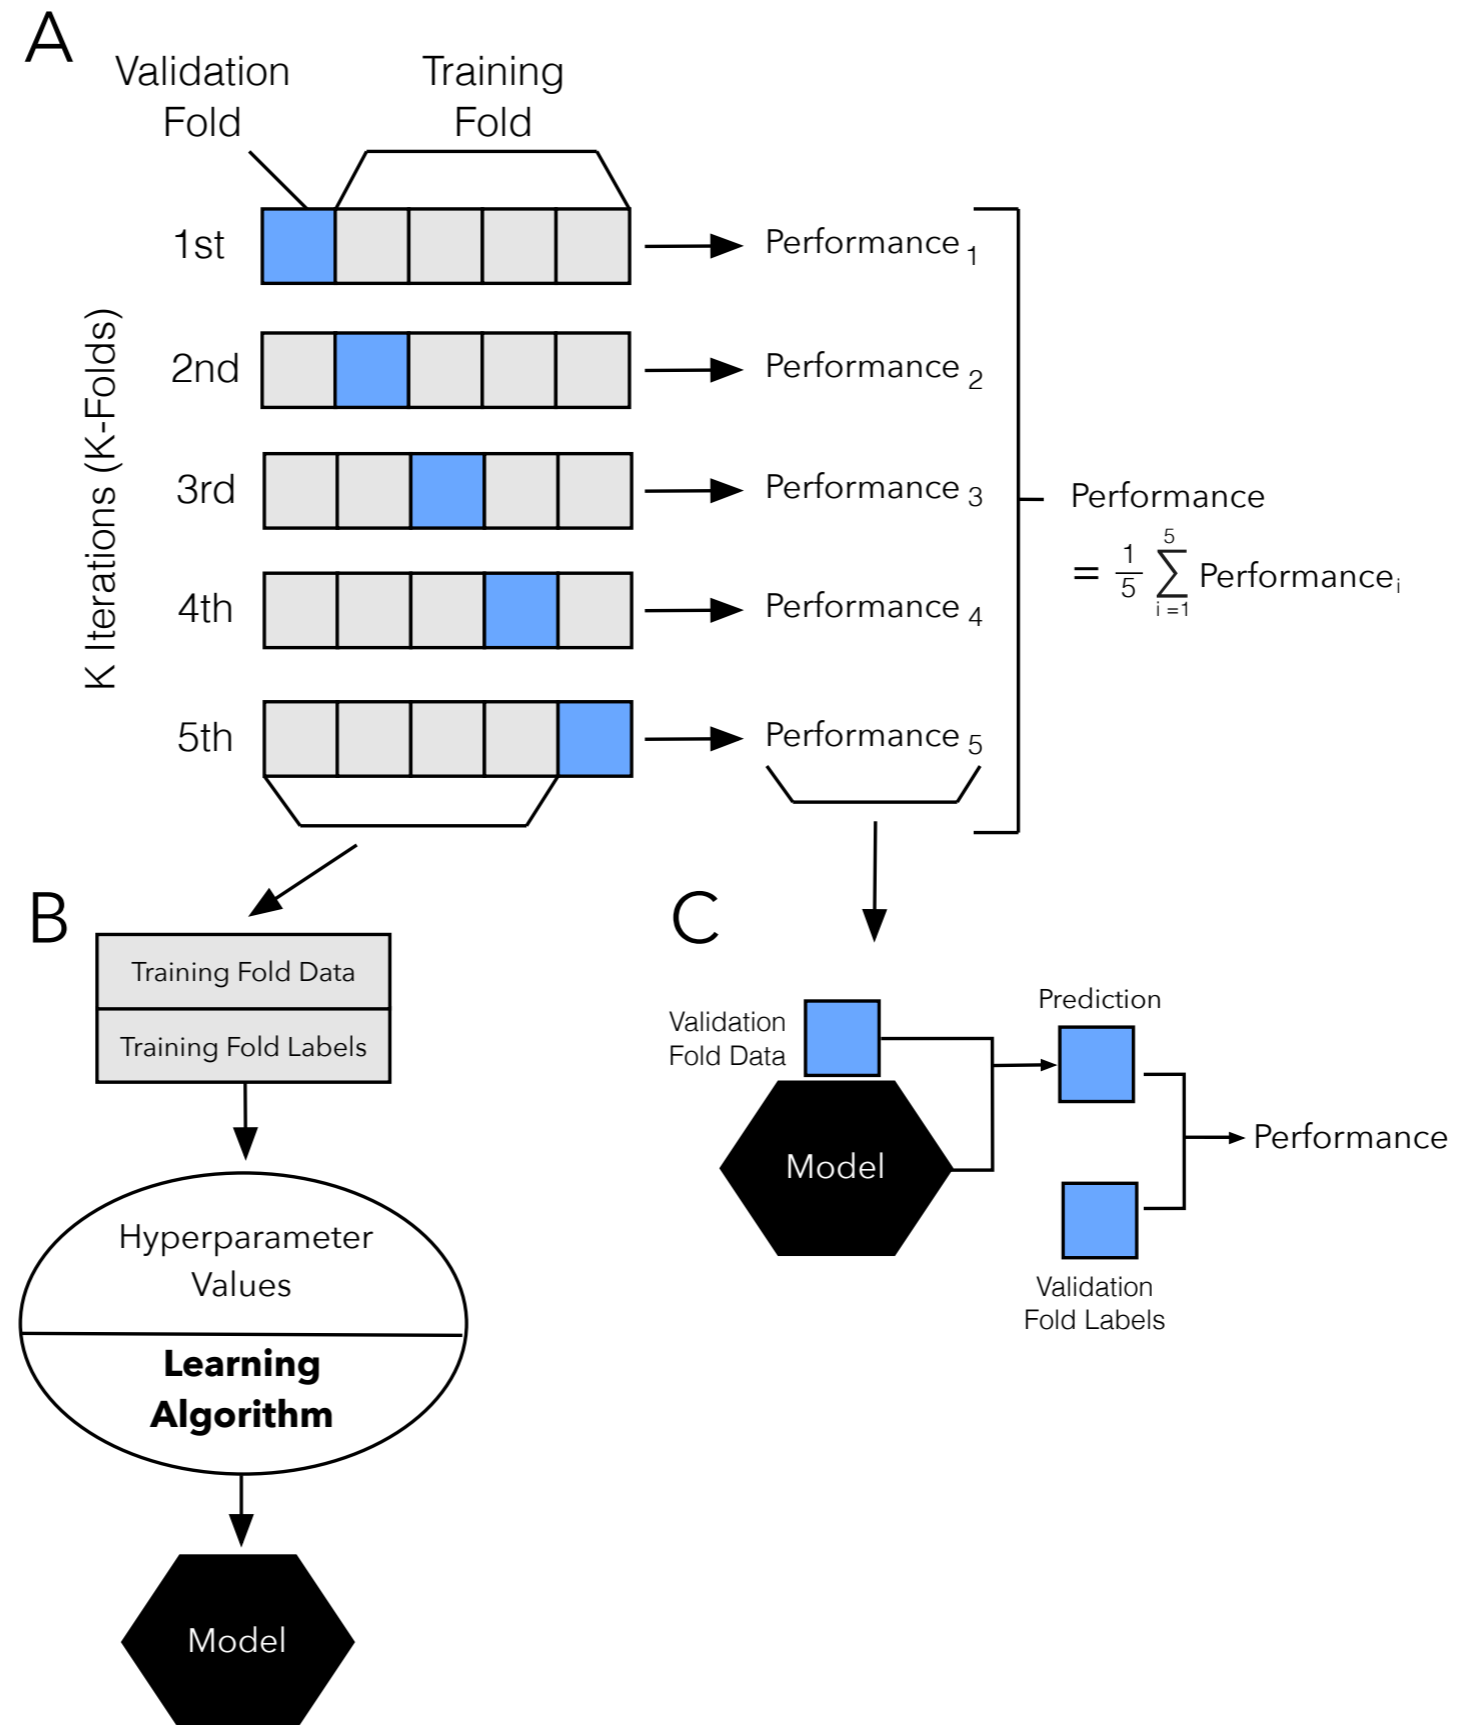 A
Validation
Fold
Training
Fold
K Iterations (K-Folds)
1st
Performance 1
2nd
Performance 2
3rd
Performance 3
4th
Performance 4
5th
Performance 5
Performance
= 1/5 5 ∑ i=1 Performance i
B
Training Fold Data
Training Fold Labels
Hyperparameter
Values
Learning
Algorithm
Model
C
Validation
Fold Data
Model
Prediction
Validation
Fold Labels
Performance